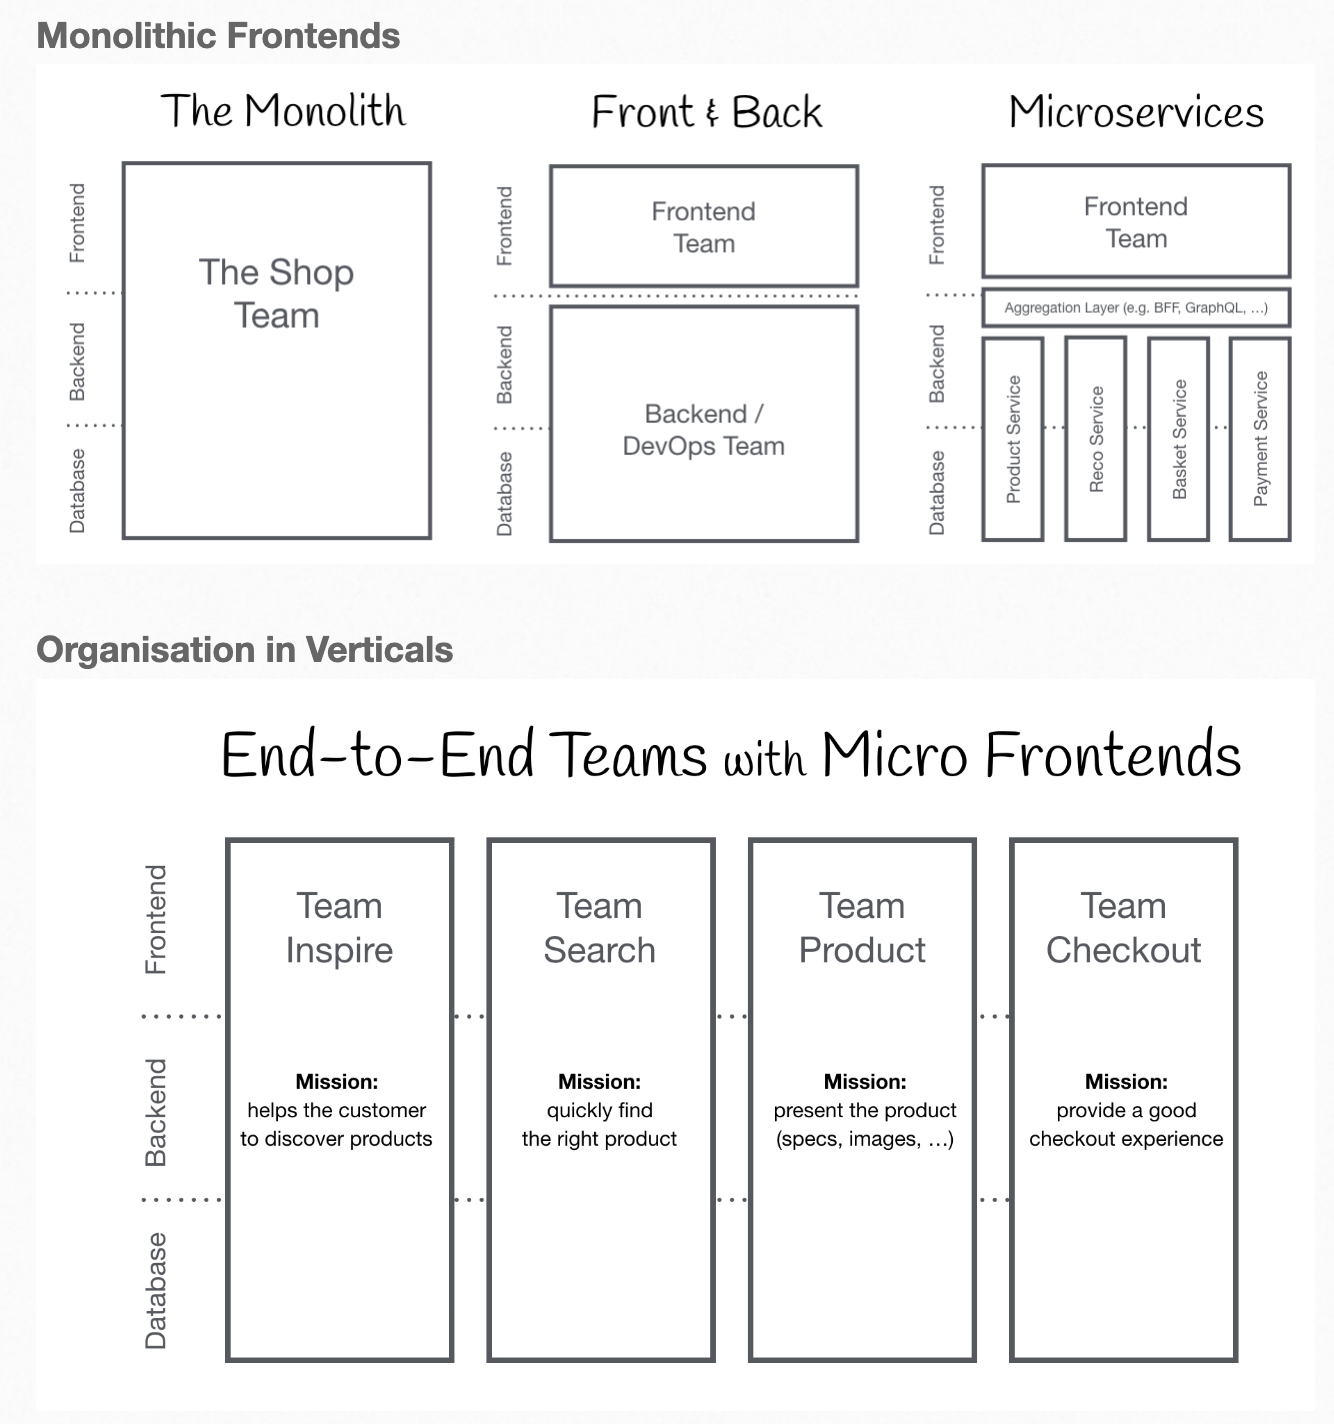 Monolithic Frontends
The Monolith
Frontend
Backend
Database
The Shop
Team
Front & Back
Frontend
Backend
Database
Frontend
Team
Backend /
DevOps Team
Microservices
Frontend
Backend
Database
Frontend
Team
Aggregation Layer (e.g. BFF, GraphQL, …)
Product Service
Reco Service
Basket Service
Payment Service
Organisation in Verticals
End-to-End Teams with Micro Frontends
Frontend
Backend
Database
Team
Inspire
Mission:
helps the customer
to discover products
Team
Search
Mission:
quickly find
the right product
Team
Product
Mission:
present the product
(specs, images, …)
Team
Checkout
Mission:
provide a good
checkout experience